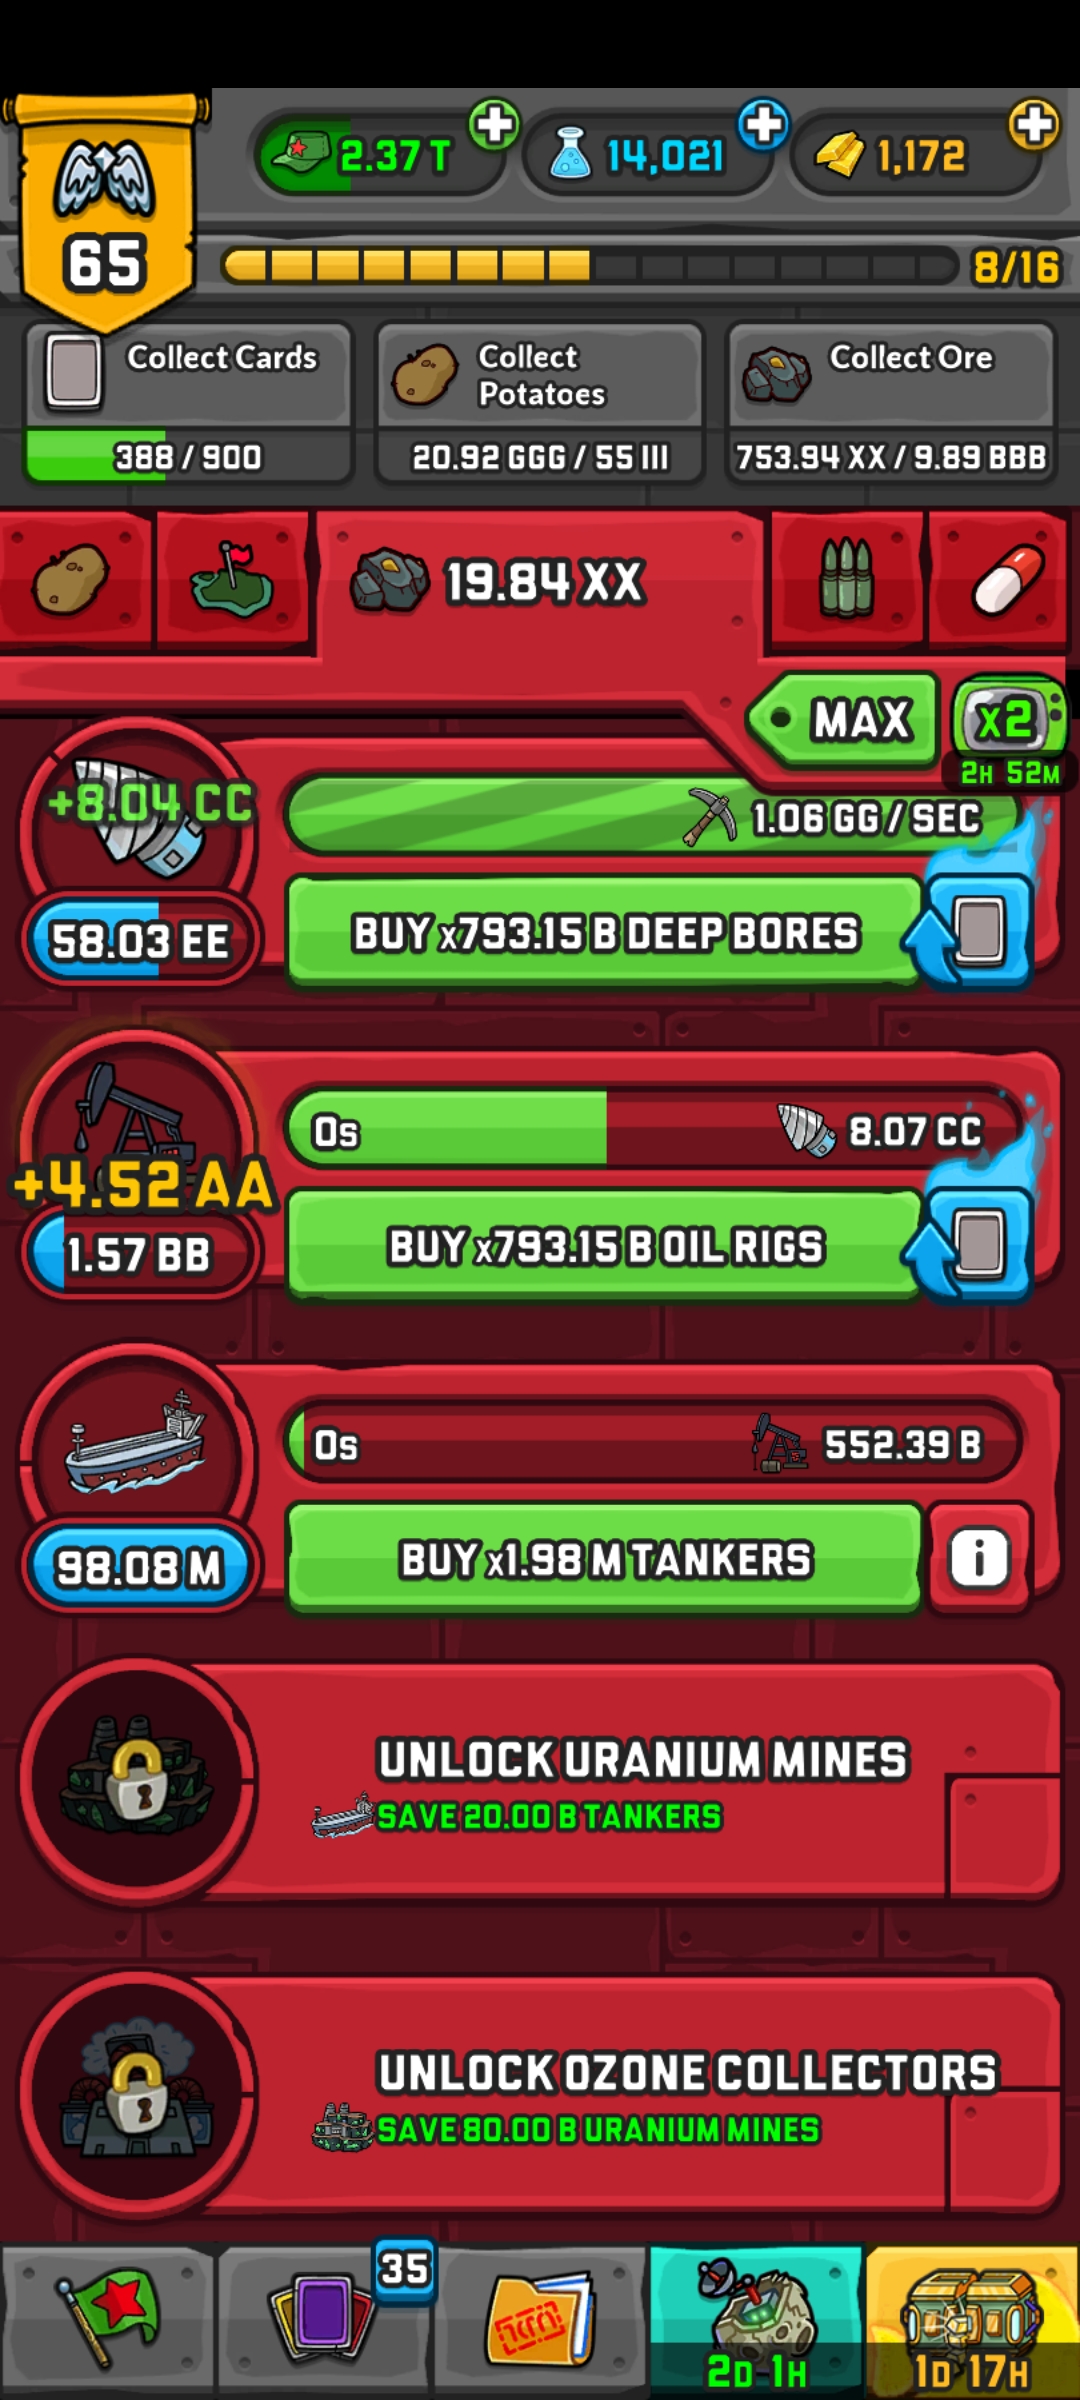 2.37 T
14,021
1,172
65
8/16
Collect Cards
388 / 900
Collect
Potatoes
20.92 GGG / 55 III
Collect Ore
753.94 XX / 9.89 BBB
19.84 XX
MAX
x2
2H 52M
+8.04 CC
1.06 GG / SEC
58.03 EE
BUY x793.15 B DEEP BORES
0s
8.07 CC
+4.52 AA
1.57 BB
BUY x793.15 B OIL RIGS
0s
552.39 B
98.08 M
BUY x1.98 M TANKERS
i
UNLOCK URANIUM MINES
SAVE 20.00 B TANKERS
UNLOCK OZONE COLLECTORS
SAVE 80.00 B URANIUM MINES
35
2D 1H
1D 17H